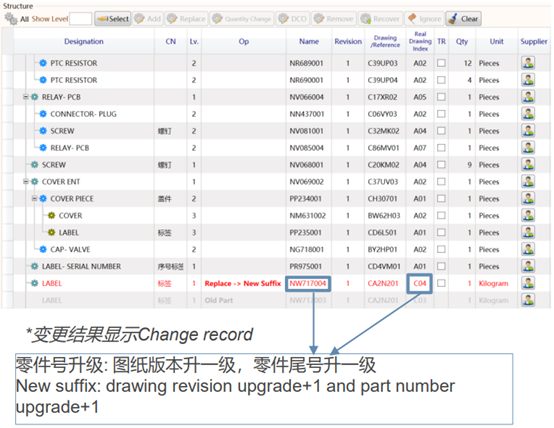 Structure
All Show Level Select Add Replace Quantity Change DCO Remove Recover Ignore Clear
Designation CN Lv. Op Name Revision Drawing /Reference Real Drawing Index TR Qty Unit Supplier
PTC RESISTOR 2 NR689001 1 C39UP03 A02 12 Pieces
PTC RESISTOR 2 NR690001 1 C39UP04 A02 4 Pieces
RELAY- PCB 1 NV066004 1 C17XR02 A05 1 Pieces
CONNECTOR- PLUG 2 NN437001 1 C06VY03 A02 1 Pieces
SCREW 螺钉 2 NV081001 1 C32MK02 A04 1 Pieces
RELAY- PCB 2 NV085004 1 C86MV01 A07 1 Pieces
SCREW 螺钉 1 NV068001 1 C20KM02 A04 9 Pieces
COVER ENT 1 NV069002 1 C37UV03 A02 1 Pieces
COVER PIECE 盖件 2 PP234001 1 CH30701 A01 1 Pieces
COVER 3 NM631002 1 BW62H03 A02 1 Pieces
LABEL 标签 3 PP235001 1 CD6L501 A01 1 Pieces
CAP- VALVE 2 NG718001 1 BY2HP01 A02 1 Pieces
LABEL- SERIAL NUMBER 序号标签 1 PR975001 1 CD4VM01 A01 1 Pieces
LABEL 标签 1 Replace -> New Suffix NW717004 1 CA2N201 C04 1 Kilogram
LABEL 标签 1 Old Part NW717003 1 CA2N201 C03 1 Kilogram
*变更结果显示Change record
零件号升级: 图纸版本升一级，零件尾号升一级
New suffix: drawing revision upgrade+1 and part number
upgrade+1